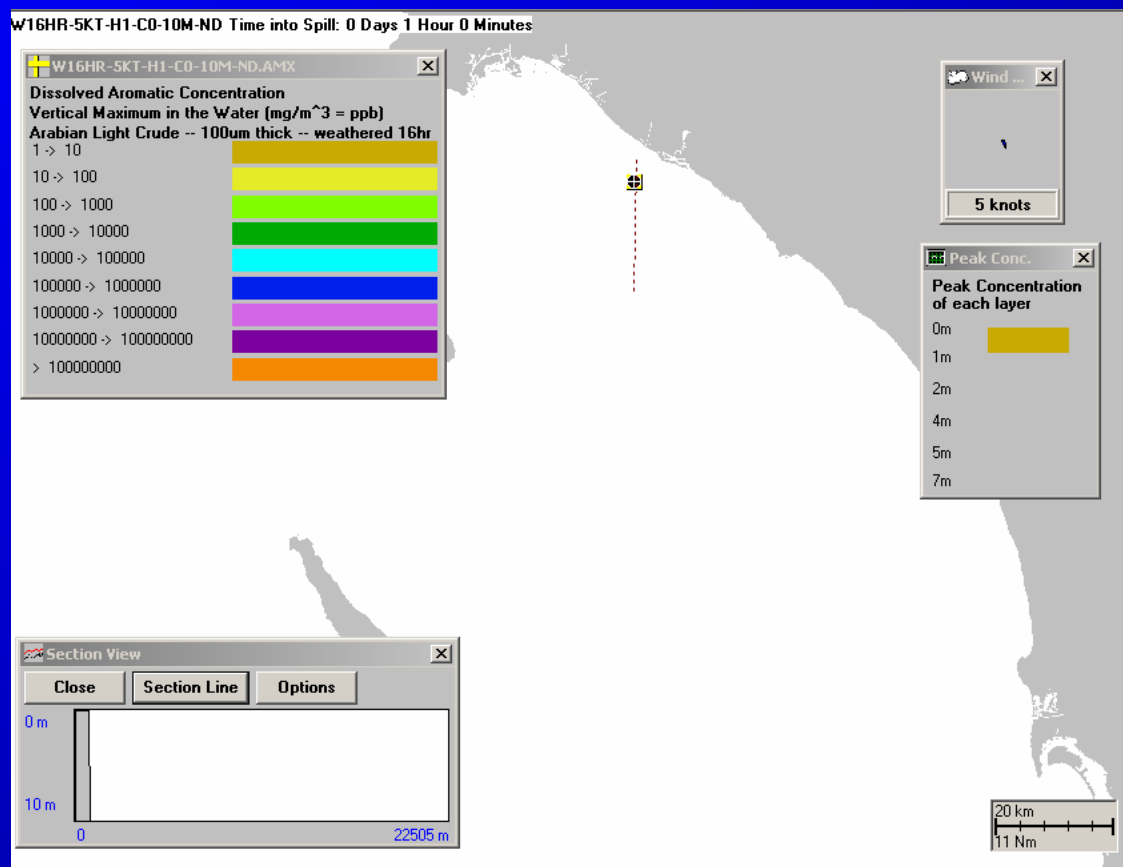 W16HR-5KT-H1-C0-10M-ND Time into Spill: 0 Days 1 Hour 0 Minutes
W16HR-5KT-H1-C0-10M-ND.AMX
Dissolved Aromatic Concentration
Vertical Maximum in the Water (mg/m^3 = ppb)
Arabian Light Crude -- 100um thick -- weathered 16hr
1 -> 10
10 -> 100
100 -> 1000
1000 -> 10000
10000 -> 100000
100000 -> 1000000
1000000 -> 10000000
10000000 -> 100000000
> 100000000
Wind ...
5 knots
Peak Conc.
Peak Concentration
of each layer
0m
1m
2m
4m
5m
7m
Section View
Close
Section Line
Options
0 m
10 m
0
22505 m
20 km
11 Nm